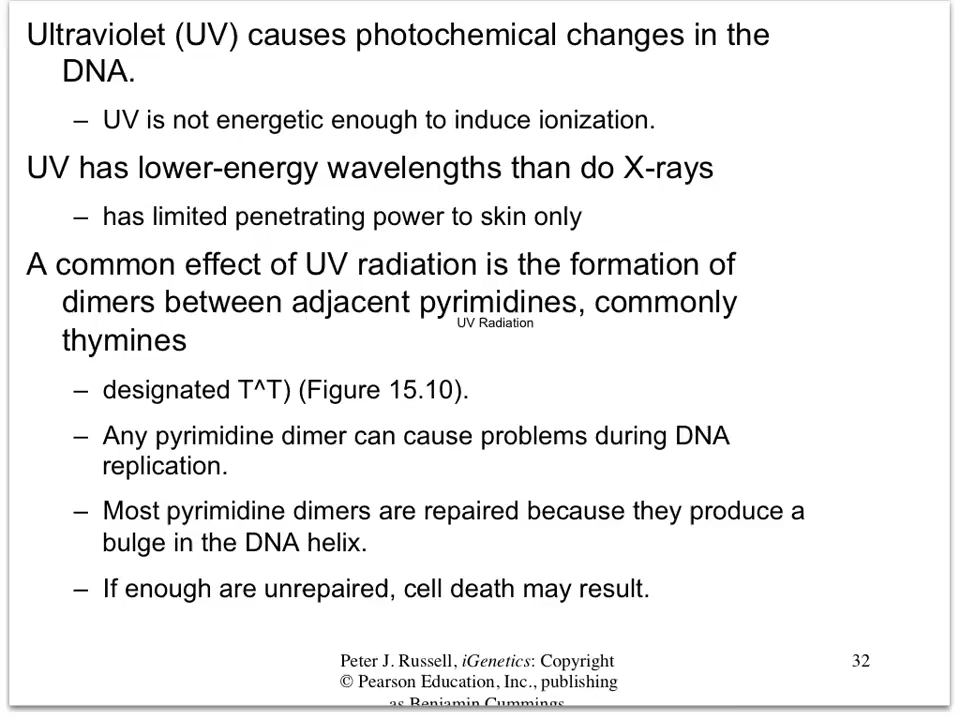 Ultraviolet (UV) causes photochemical changes in the
DNA.
– UV is not energetic enough to induce ionization.
UV has lower-energy wavelengths than do X-rays
– has limited penetrating power to skin only
A common effect of UV radiation is the formation of
dimers between adjacent pyrimidines, commonly
UV Radiation
thymines
– designated T^T) (Figure 15.10).
– Any pyrimidine dimer can cause problems during DNA
replication.
– Most pyrimidine dimers are repaired because they produce a
bulge in the DNA helix.
– If enough are unrepaired, cell death may result.
Peter J. Russell, iGenetics: Copyright
© Pearson Education, Inc., publishing
as Benjamin Cummings
32